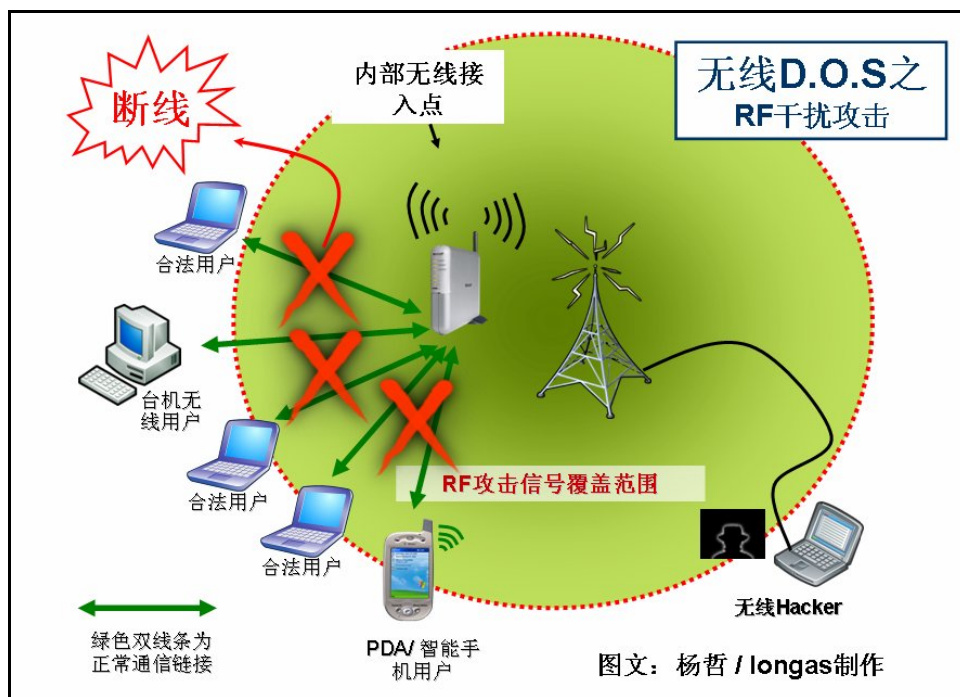 无线D.O.S之
RF干扰攻击
内部无线接
入点
断线
合法用户
台机无
线用户
合法用户
合法用户
RF攻击信号覆盖范围
PDA/ 智能手
机用户
无线Hacker
绿色双线条为
正常通信链接
图文：杨哲 / longas制作